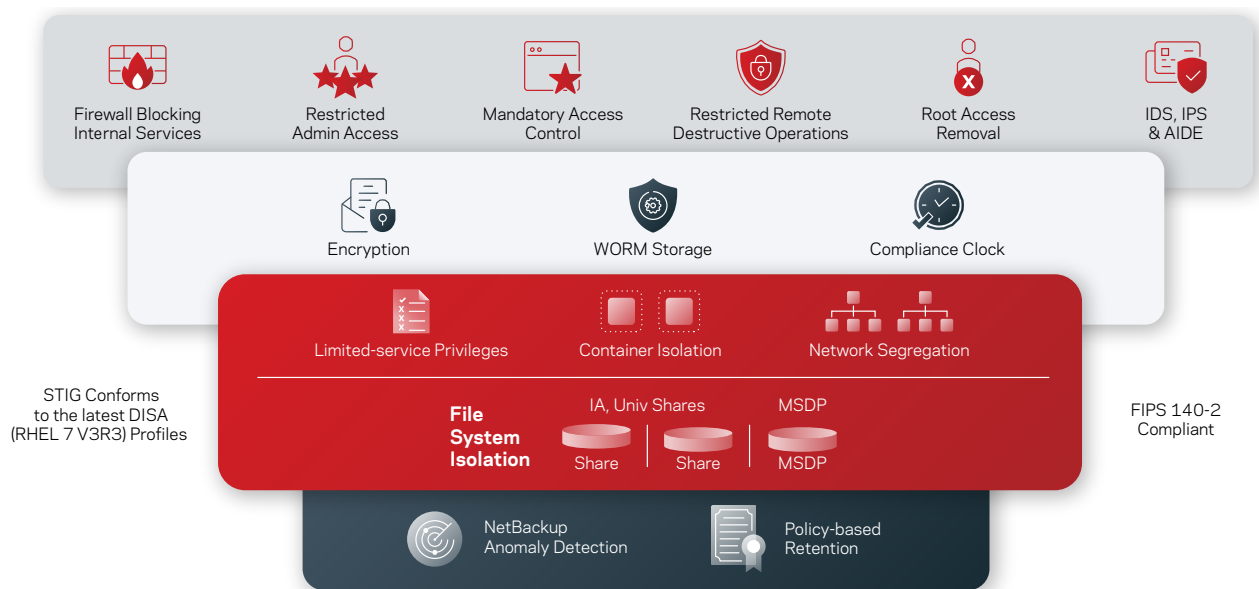 Firewall Blocking
Internal Services
Restricted
Admin Access
Mandatory Access
Control
Restricted Remote
Destructive Operations
Root Access
Removal
X
IDS, IPS
& AIDE
Encryption
WORM Storage
Compliance Clock
Limited-service Privileges
Container Isolation
Network Segregation
STIG Conforms
to the latest DISA
(RHEL 7 V3R3) Profiles
File
System
Isolation
IA, Univ Shares
MSDP
Share
Share
MSDP
FIPS 140-2
Compliant
NetBackup
Anomaly Detection
Policy-based
Retention